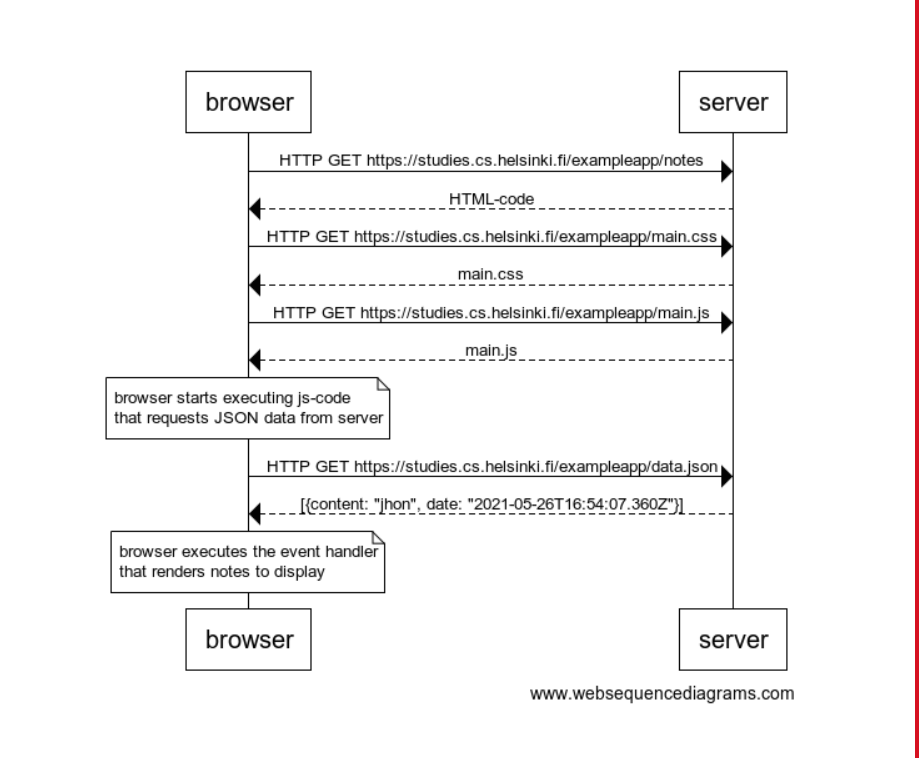 browser
server
HTTP GET https://studies.cs.helsinki.fi/exampleapp/notes
HTML-code
HTTP GET https://studies.cs.helsinki.fi/exampleapp/main.css
main.css
HTTP GET https://studies.cs.helsinki.fi/exampleapp/main.js
main.js
browser starts executing js-code
that requests JSON data from server
HTTP GET https://studies.cs.helsinki.fi/exampleapp/data.json
[{content: "jhon", date: "2021-05-26T16:54:07.360Z"}]
browser executes the event handler
that renders notes to display
browser
server
www.websequencediagrams.com